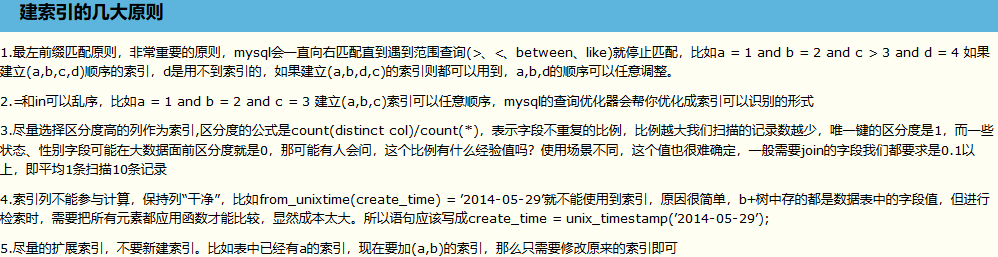 建索引的几大原则
1.最左前缀匹配原则，非常重要的原则，mysql会一直向右匹配直到遇到范围查询(>、<、between、like)就停止匹配，比如a = 1 and b = 2 and c > 3 and d = 4 如果
建立(a,b,c,d)顺序的索引，d是用不到索引的，如果建立(a,b,d,c)的索引则都可以用到，a,b,d的顺序可以任意调整。
2.=和in可以乱序，比如a = 1 and b = 2 and c = 3 建立(a,b,c)索引可以任意顺序，mysql的查询优化器会帮你优化成索引可以识别的形式
3.尽量选择区分度高的列作为索引,区分度的公式是count(distinct col)/count(*)，表示字段不重复的比例，比例越大我们扫描的记录数越少，唯一键的区分度是1，而一些
状态、性别字段可能在大数据面前区分度就是0，那可能有人会问，这个比例有什么经验值吗？使用场景不同，这个值也很难确定，一般需要join的字段我们都要求是0.1以
上，即平均1条扫描10条记录
4.索引列不能参与计算，保持列“干净”，比如from_unixtime(create_time) = ’2014-05-29’就不能使用到索引，原因很简单，b+树中存的都是数据表中的字段值，但进行
检索时，需要把所有元素都应用函数才能比较，显然成本太大。所以语句应该写成create_time = unix_timestamp(’2014-05-29’);
5.尽量的扩展索引，不要新建索引。比如表中已经有a的索引，现在要加(a,b)的索引，那么只需要修改原来的索引即可